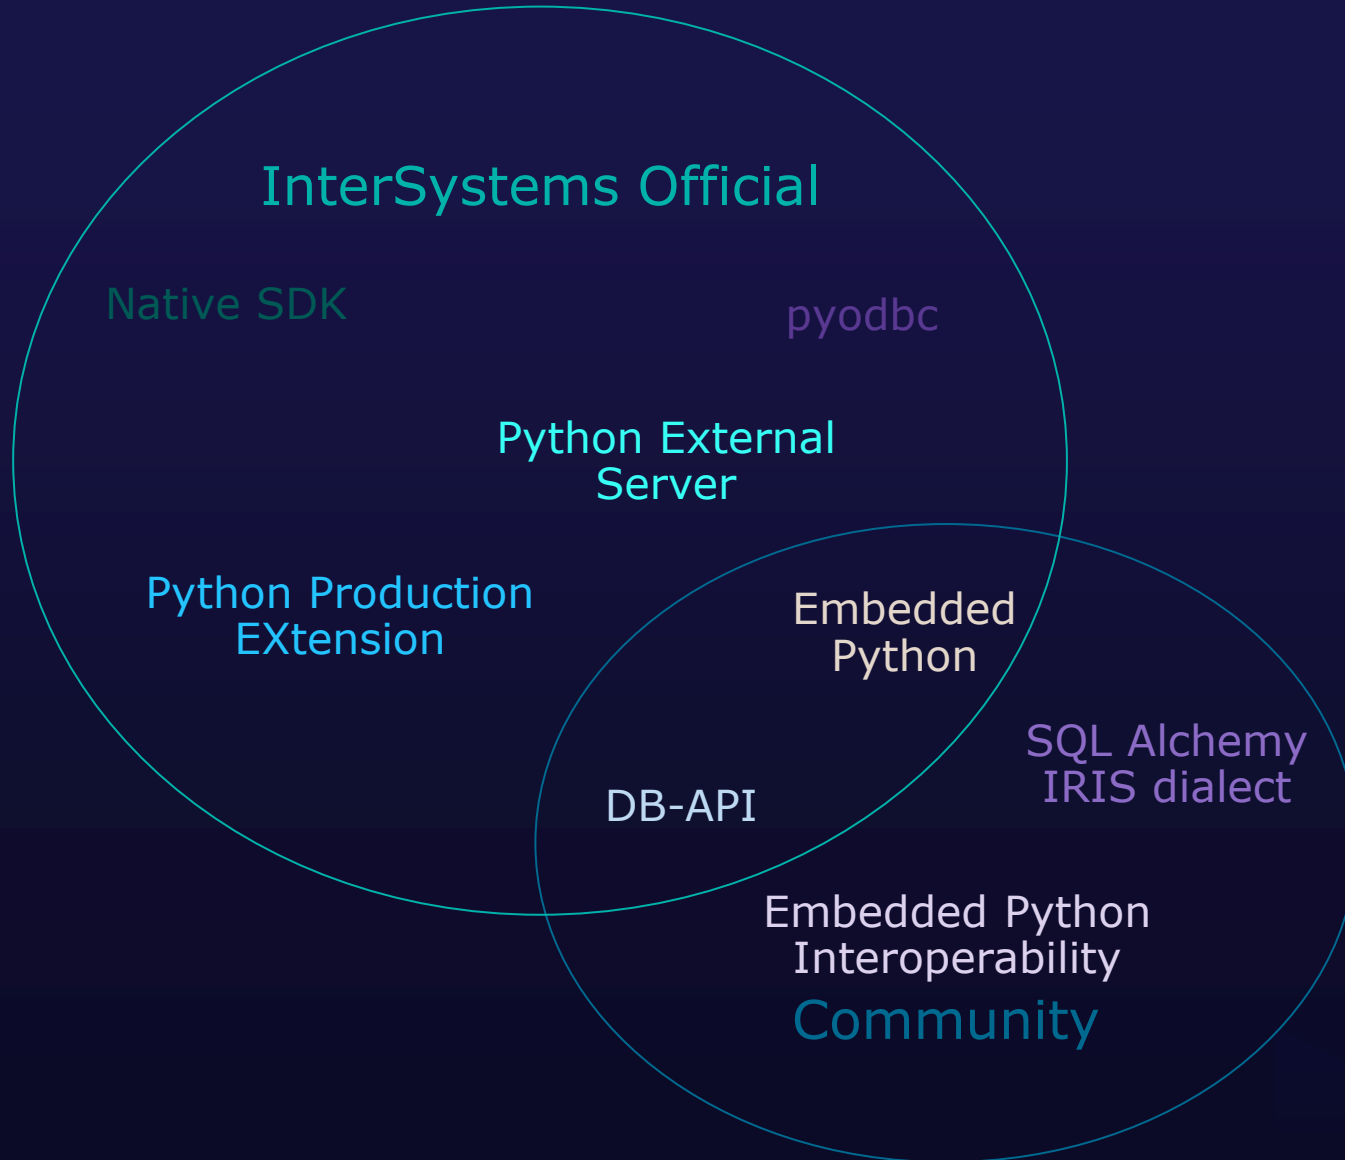 InterSystems Official
Native SDK
pyodbc
Python External
Server
Python Production
EXtension
Embedded
Python
SQL Alchemy
IRIS dialect
DB-API
Embedded Python
Interoperability
Community